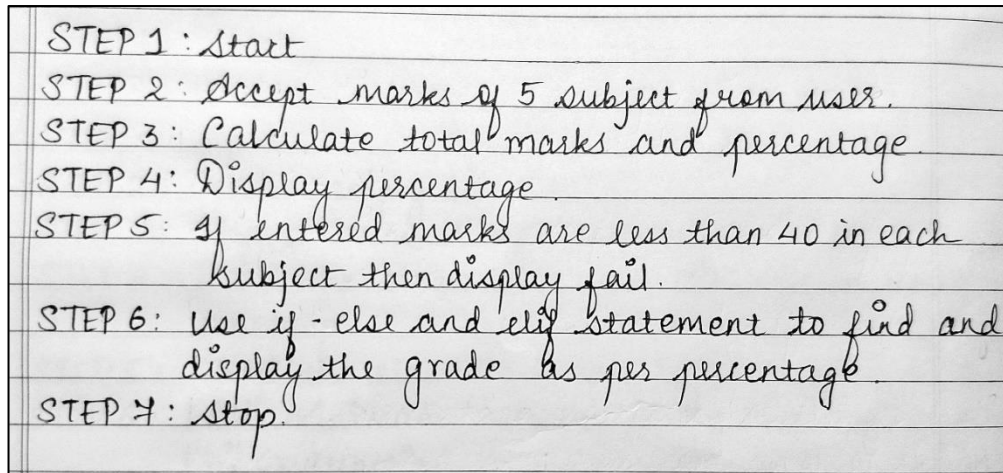 STEP 1: Start
STEP 2: Accept marks of 5 subject from user.
STEP 3: Calculate total marks and percentage
STEP 4: Display percentage.
STEP 5: If entered marks are less than 40 in each
subject then display fail.
STEP 6: Use if-else and elif statement to find and
display the grade as per percentage.
STEP 7: Stop.